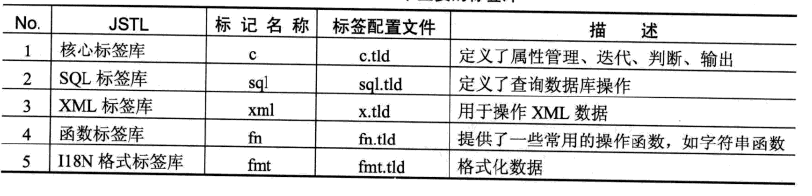 No. JSTL 标记名称 标签配置文件 描述
1 核心标签库 c c.tld 定义了属性管理、迭代、判断、输出
2 SQL 标签库 sql sql.tld 定义了查询数据库操作
3 XML 标签库 xml x.tld 用于操作 XML 数据
4 函数标签库 fn fn.tld 提供了一些常用的操作函数，如字符串函数
5 I18N 格式标签库 fmt fmt.tld 格式化数据